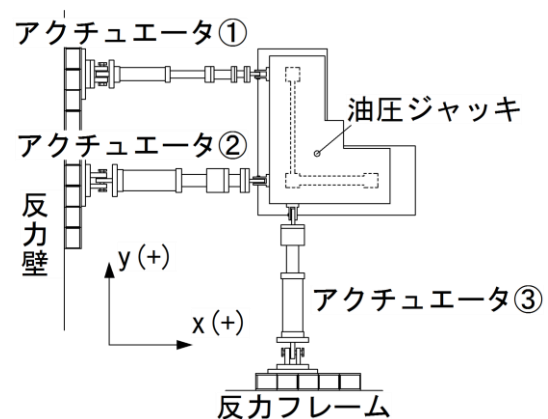 アクチュエータ①
油圧ジャッキ
アクチュエータ②
反力壁
y(+)
x(+)
アクチュエータ③
反力フレーム